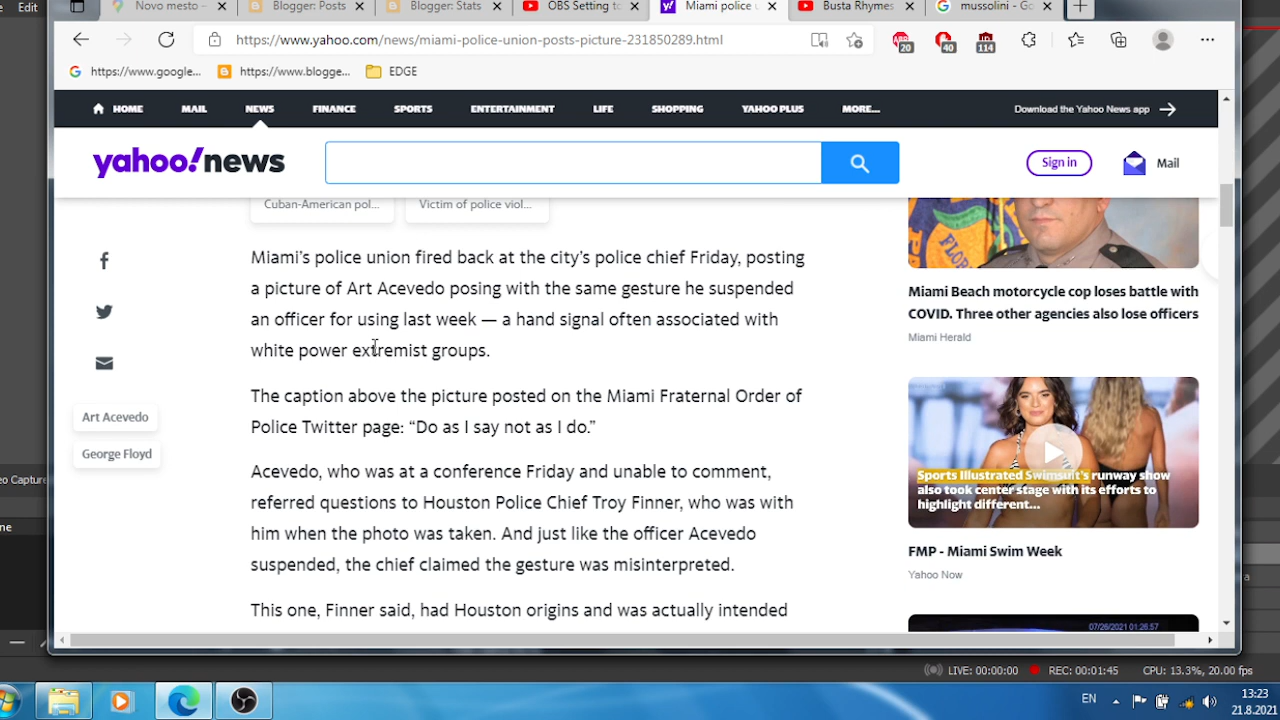 Edit
Novo mesto -
Blogger: Posts
Blogger: Stats
OBS Setting to
Miami police u
Busta Rhymes
mussolini - Go
https://www.yahoo.com/news/miami-police-union-posts-picture-231850289.html
20
40
114
https://www.google...
https://www.blogge...
EDGE
HOME
MAIL
NEWS
FINANCE
SPORTS
ENTERTAINMENT
LIFE
SHOPPING
YAHOO PLUS
MORE...
Download the Yahoo News app
yahoo!news
Sign in
Mail
Cuban-American pol...
Victim of police viol...
Miami's police union fired back at the city's police chief Friday, posting
a picture of Art Acevedo posing with the same gesture he suspended
an officer for using last week — a hand signal often associated with
white power extremist groups.
The caption above the picture posted on the Miami Fraternal Order of
Police Twitter page: “Do as I say not as I do.”
Acevedo, who was at a conference Friday and unable to comment,
referred questions to Houston Police Chief Troy Finner, who was with
him when the photo was taken. And just like the officer Acevedo
suspended, the chief claimed the gesture was misinterpreted.
This one, Finner said, had Houston origins and was actually intended
Art Acevedo
George Floyd
Miami Beach motorcycle cop loses battle with
COVID. Three other agencies also lose officers
Miami Herald
Sports Illustrated Swimsuit's runway show
also took center stage with its efforts to
highlight different...
FMP - Miami Swim Week
Yahoo Now
07/26/2021 01:26:57
LIVE: 00:00:00
REC: 00:01:45
CPU: 13.3%, 20.00 fps
EN
13:23
21.8.2021